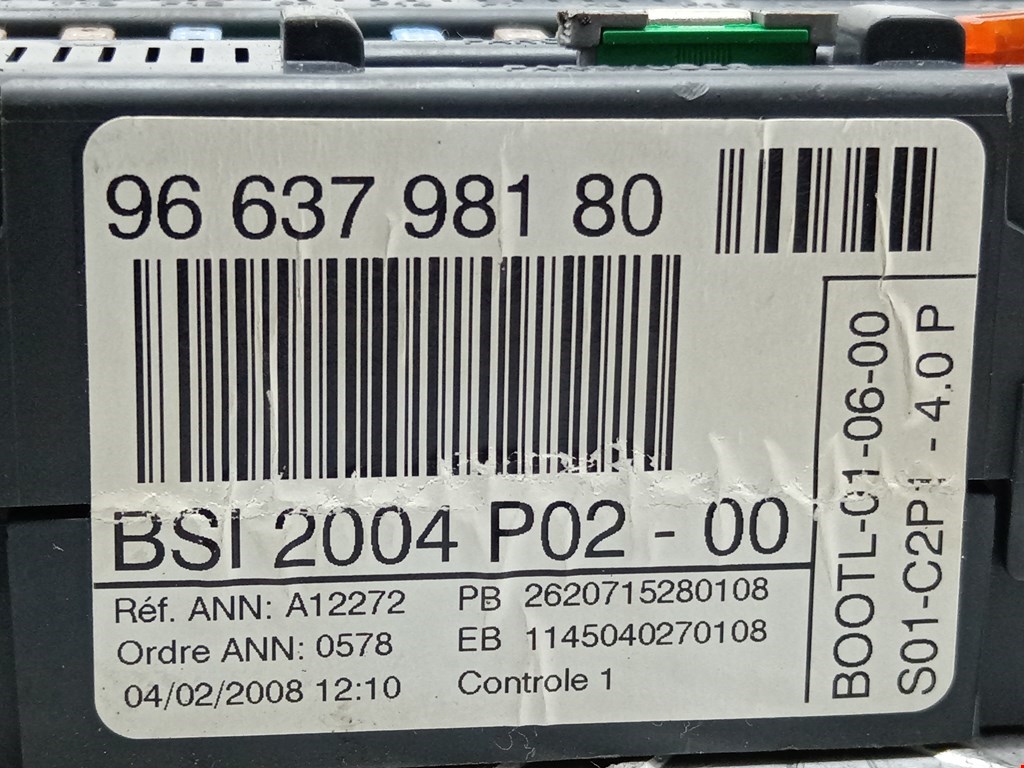 96 637 981 80
BSI 2004 P02 - 00
Réf. ANN: A12272
Ordre ANN: 0578
04/02/2008 12:10
PB 2620715280108
EB 1145040270108
Controle 1
BOOTL-01-06-00
S01-C2P1 - 4.0 P